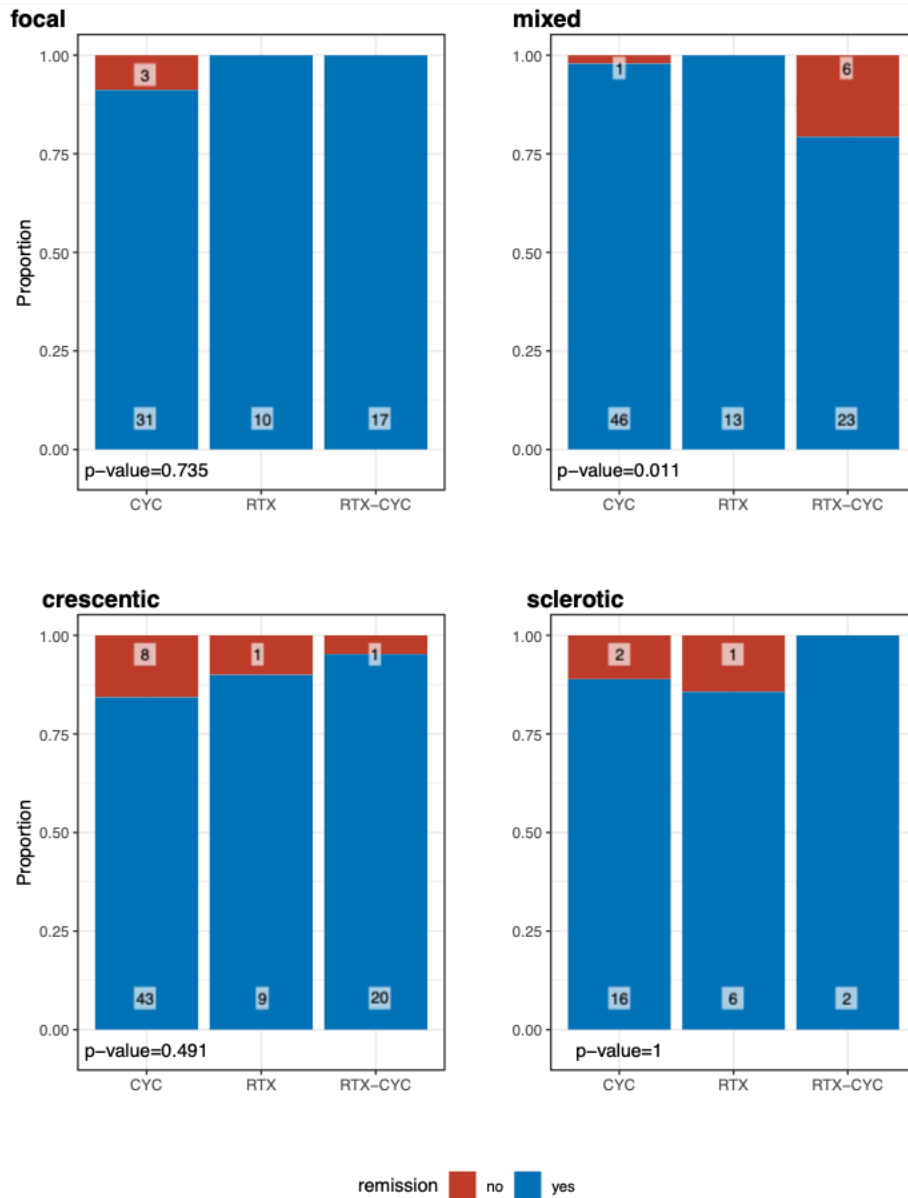 focal
mixed
1.00
0.75
0.50
0.25
0.00
Proportion
3
31
10
17
p-value=0.735
CYC RTX RTX-CYC
1.00
0.75
0.50
0.25
0.00
1
6
46
13
23
p-value=0.011
CYC RTX RTX-CYC
crescentic
sclerotic
1.00
0.75
0.50
0.25
0.00
Proportion
8
1
1
43
9
20
p-value=0.491
CYC RTX RTX-CYC
1.00
0.75
0.50
0.25
0.00
2
1
16
6
2
p-value=1
CYC RTX RTX-CYC
remission no yes